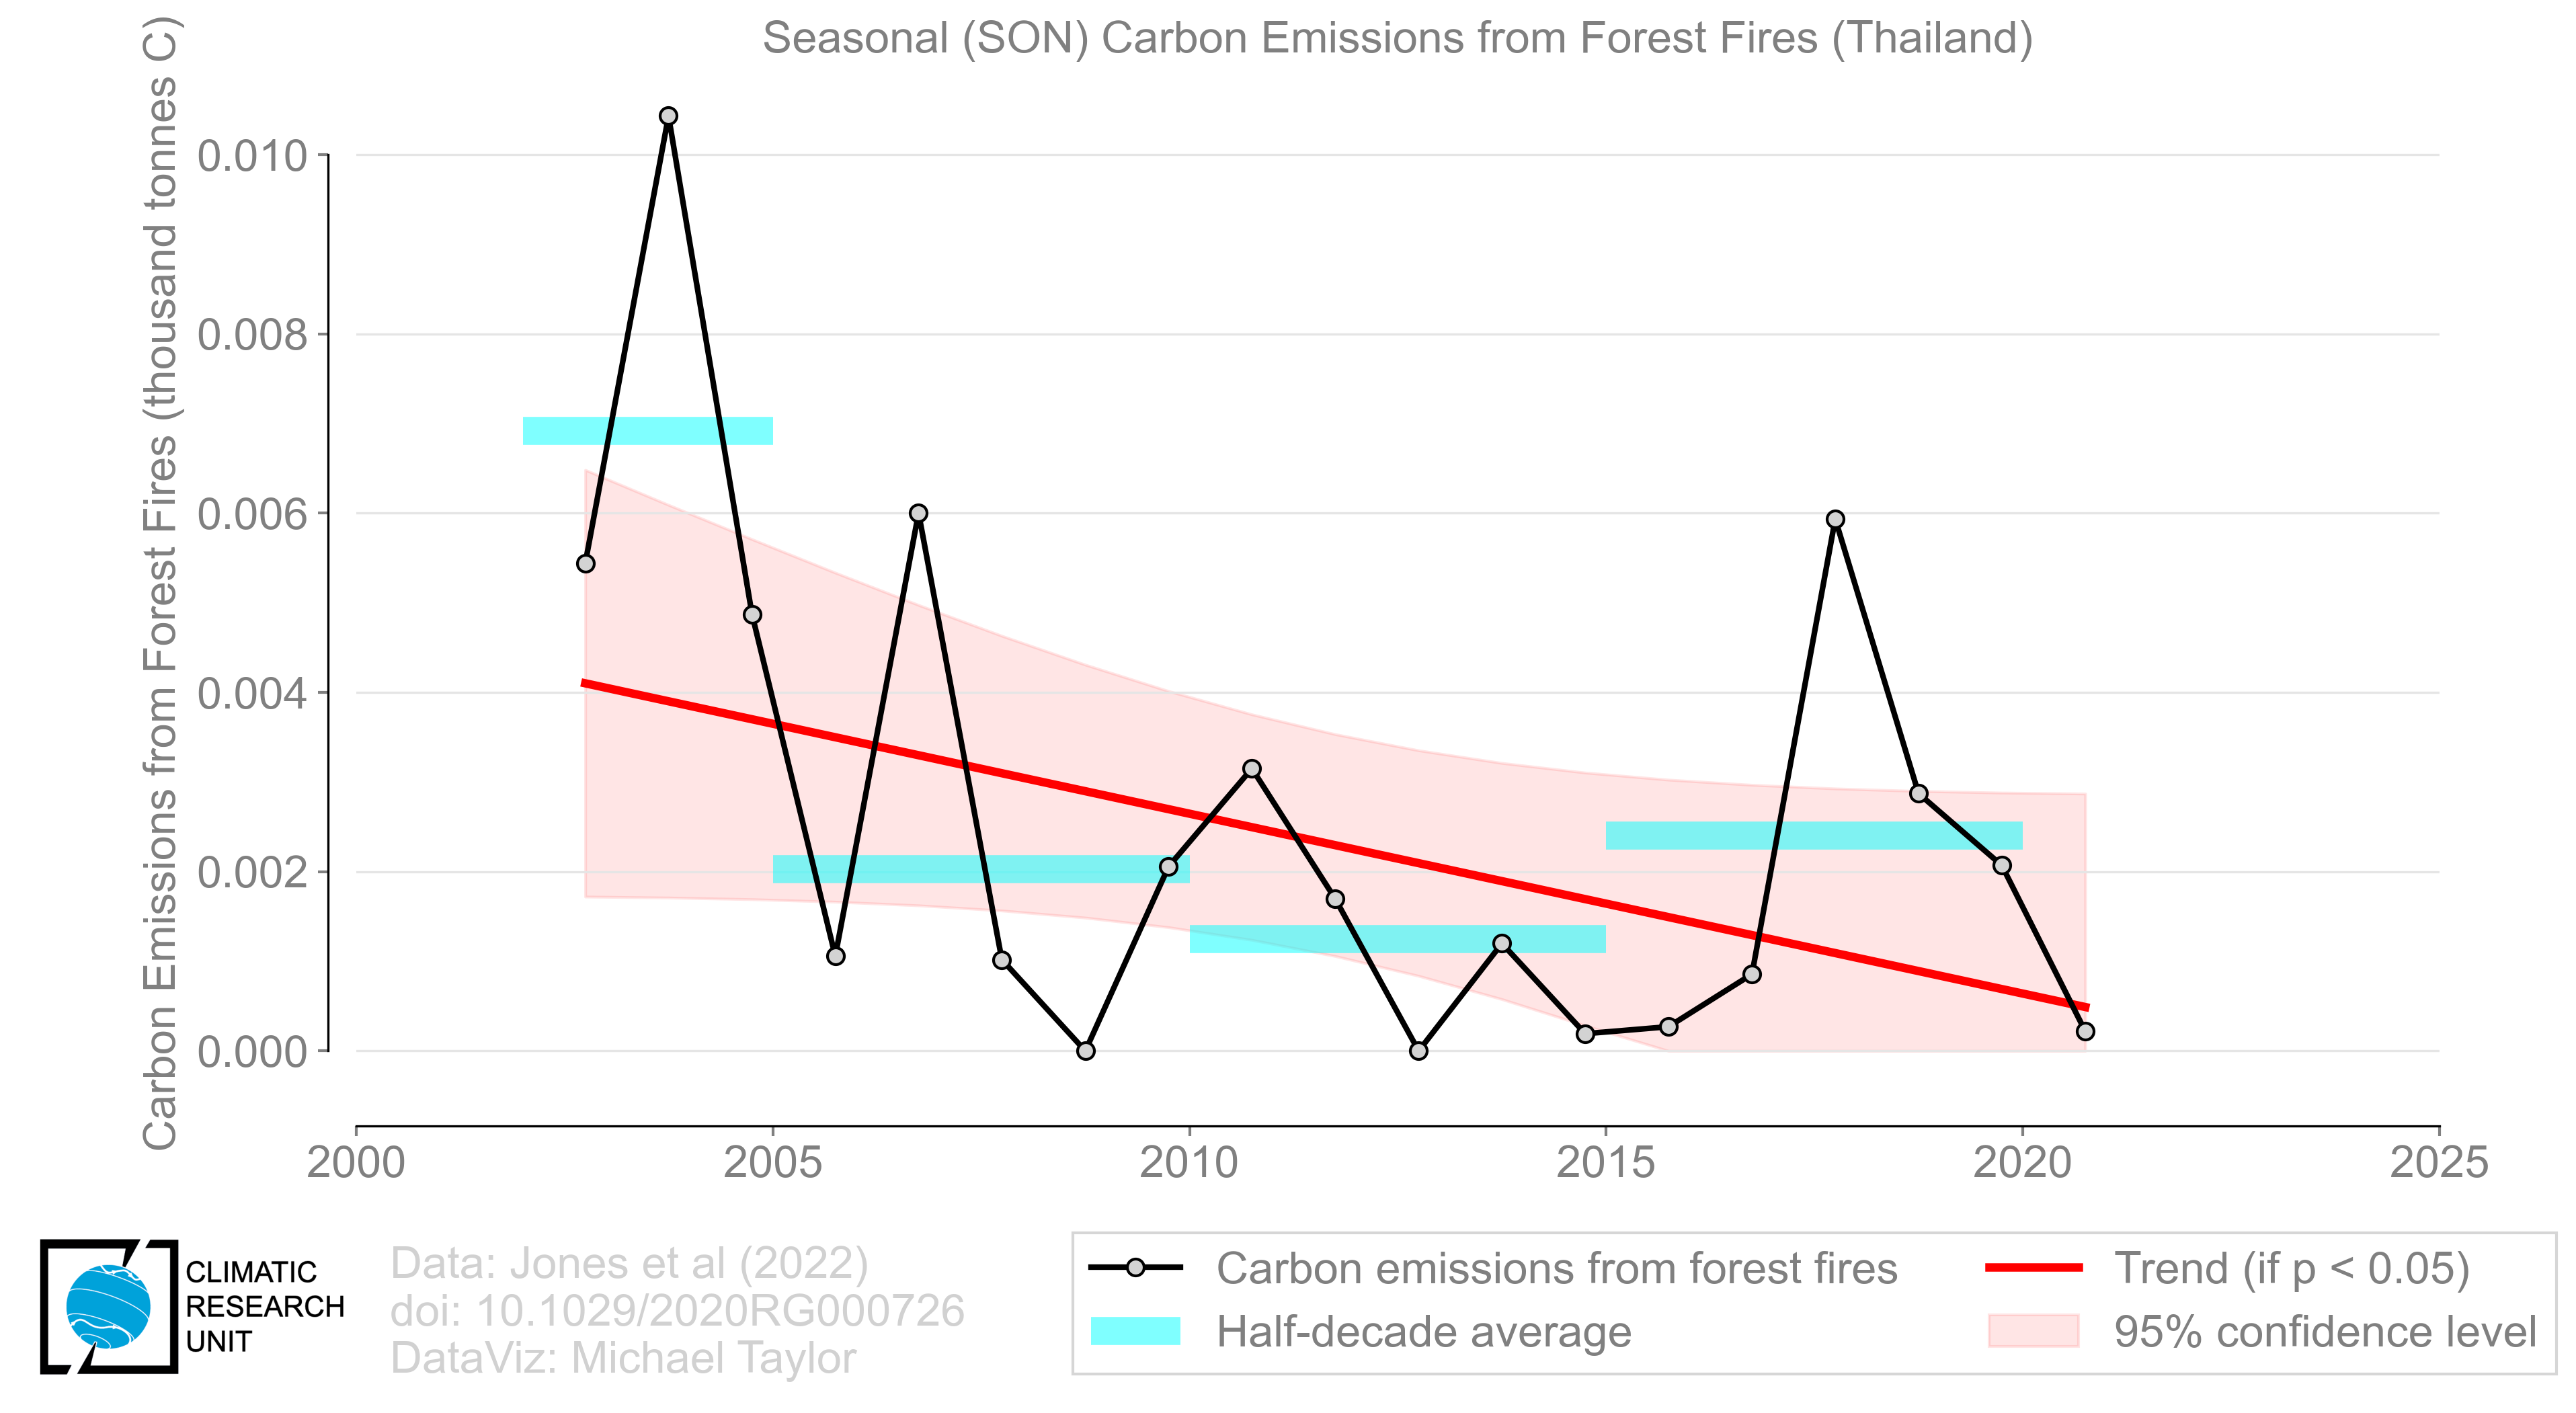 Seasonal (SON) Carbon Emissions from Forest Fires (Thailand)
Carbon Emissions from Forest Fires (thousand tonnes C)
0.010
0.008
0.006
0.004
0.002
0.000
2000 2005 2010 2015 2020 2025
CLIMATIC
RESEARCH
UNIT
Data: Jones et al (2022)
doi: 10.1029/2020RG000726
DataViz: Michael Taylor
Carbon emissions from forest fires
Half-decade average
Trend (if p < 0.05)
95% confidence level